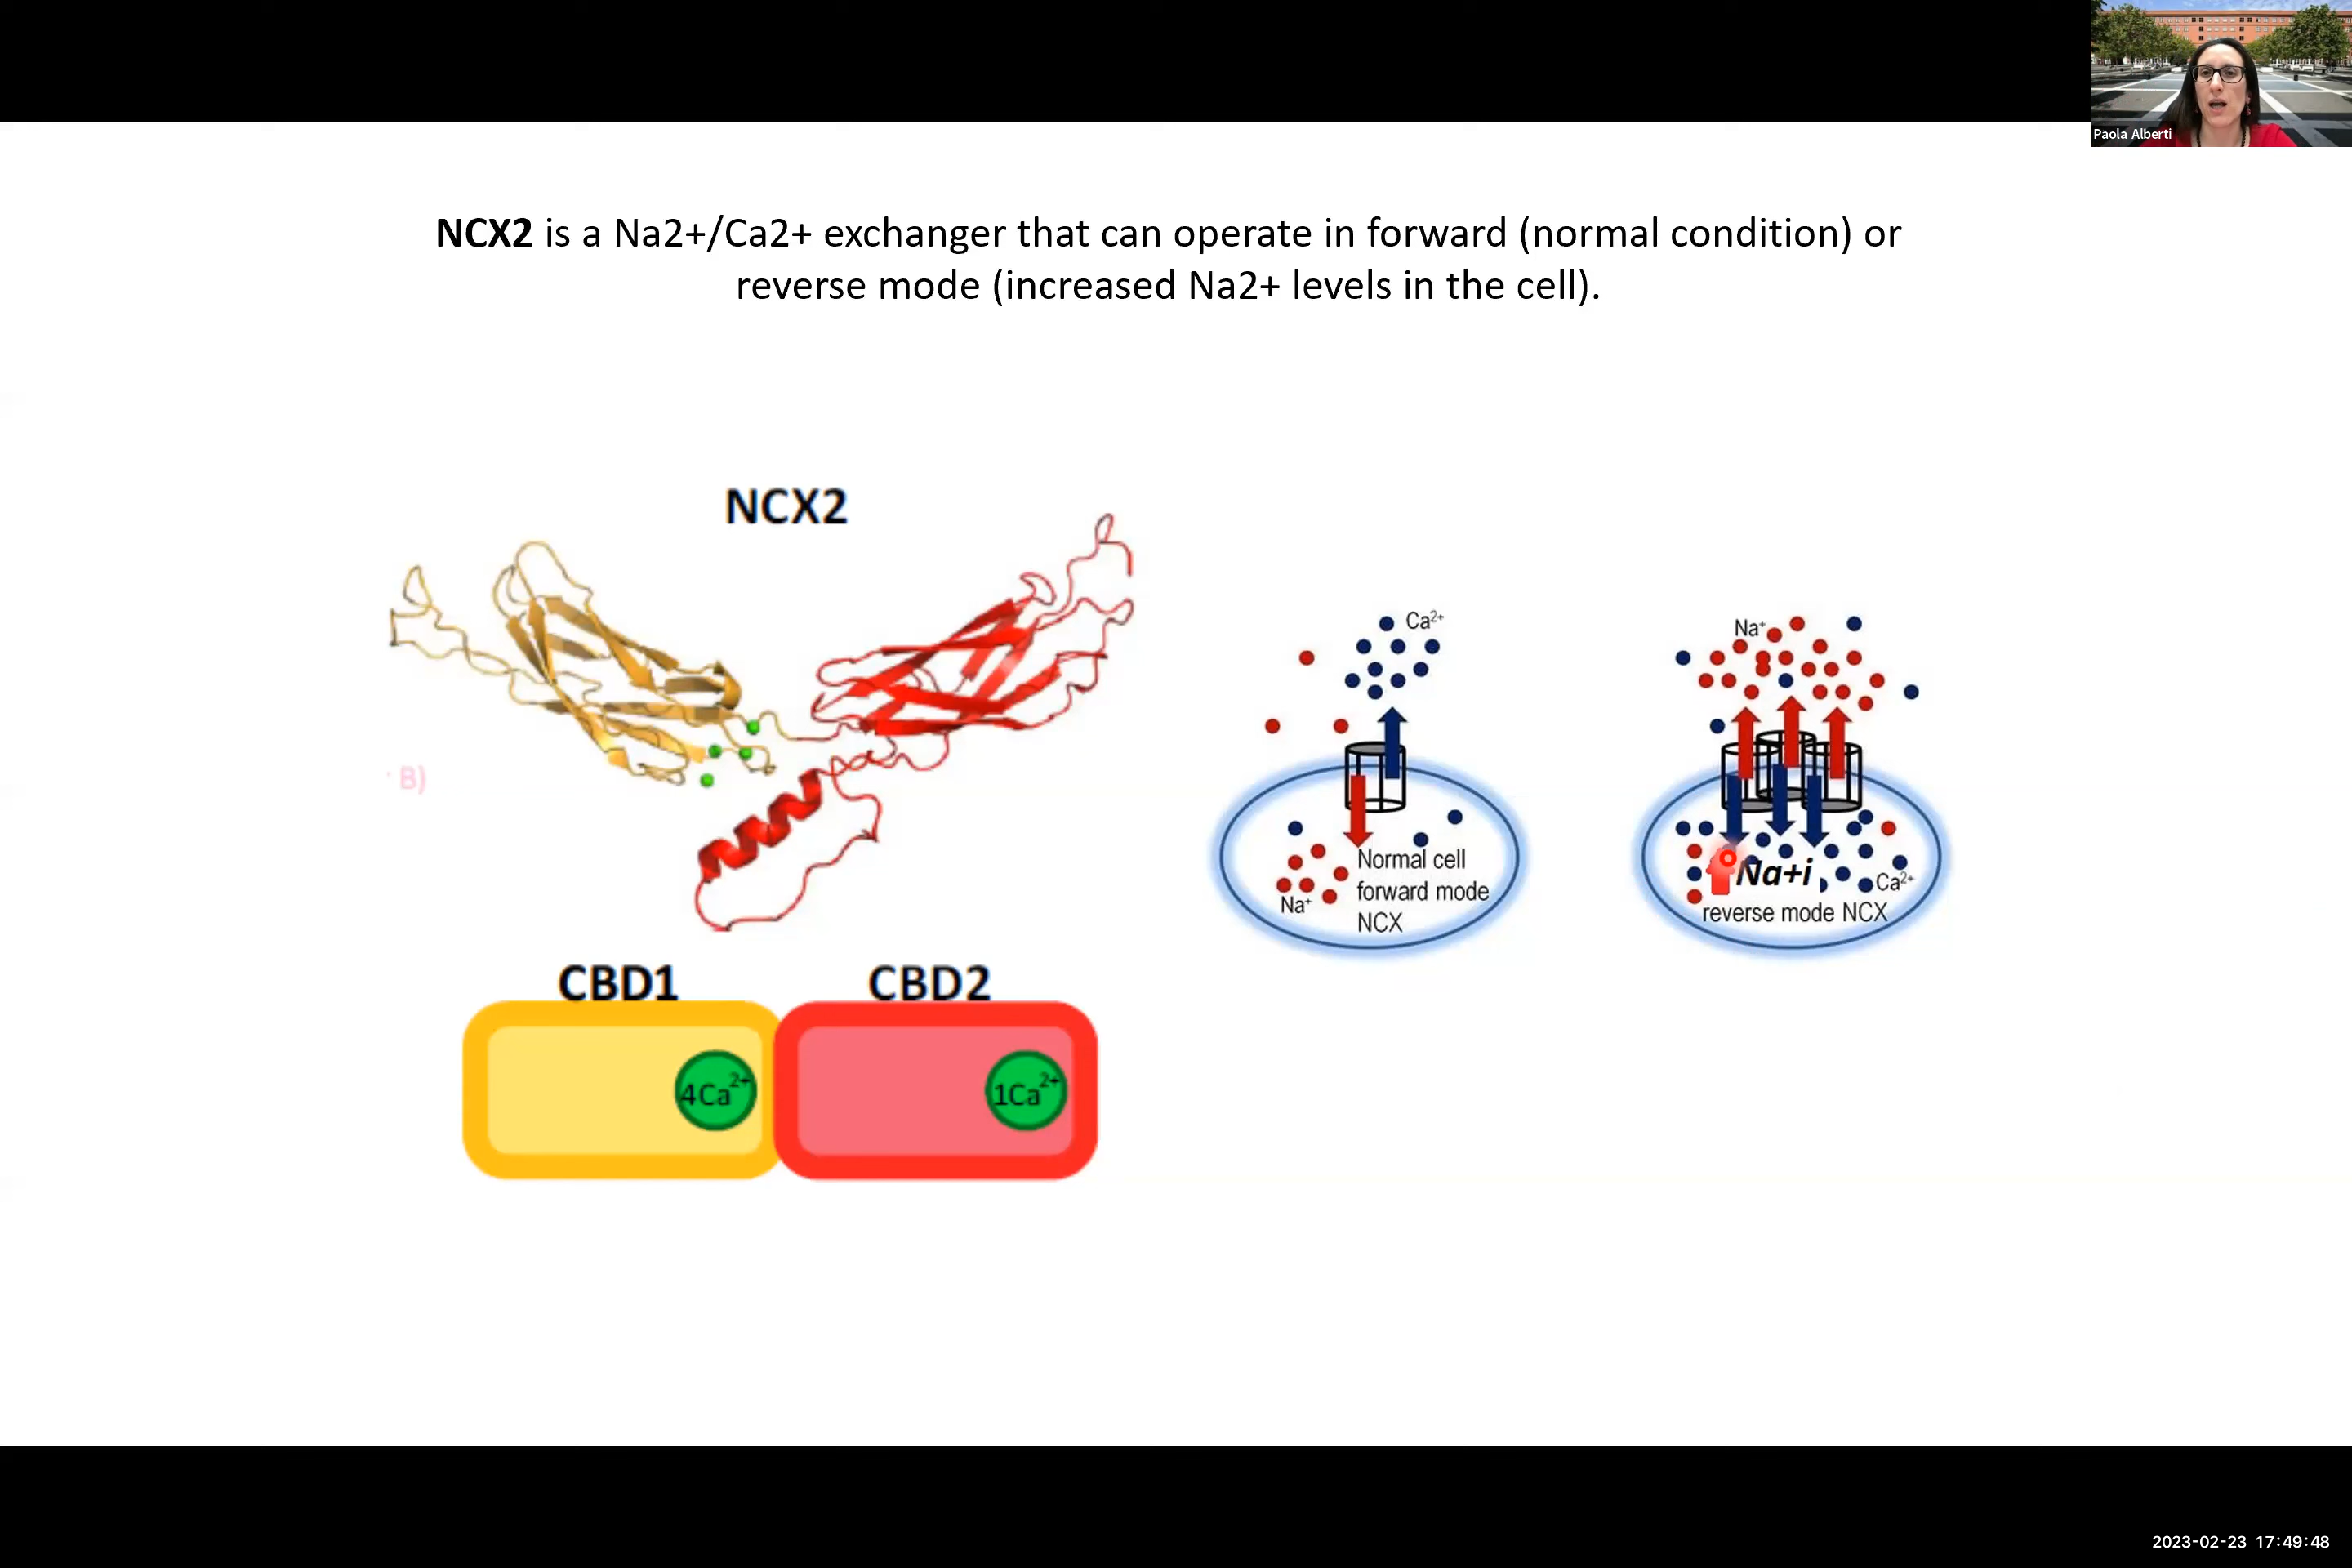 Paola Alberti
NCX2 is a Na2+/Ca2+ exchanger that can operate in forward (normal condition) or
reverse mode (increased Na2+ levels in the cell).
NCX2
B)
CBD1
CBD2
4Ca2+
1Ca2+
Ca2+
Normal cell
forward mode
NCX
Na+
Na+
Na+i
Ca2+
reverse mode NCX
2023-02-23 17:49:48